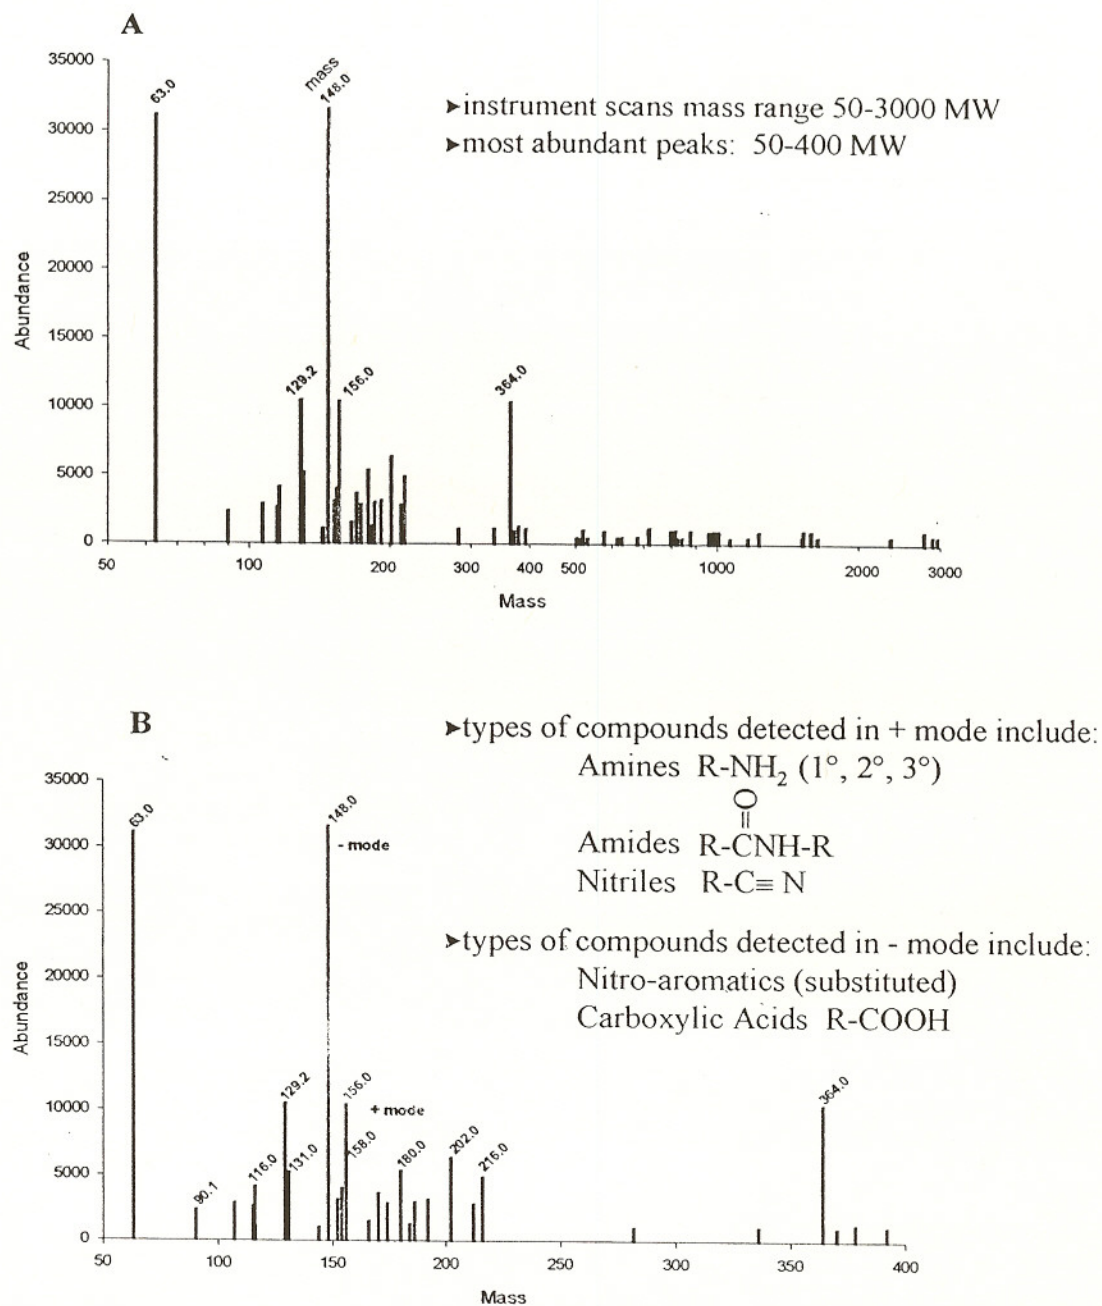 A
35000
30000
25000
20000
15000
10000
5000
0
Abundance
63.0
mass
148.0
129.2
156.0
364.0
➤instrument scans mass range 50-3000 MW
➤most abundant peaks: 50-400 MW
50 100 200 300 400 500 1000 2000 3000
Mass
B
➤types of compounds detected in + mode include:
Amines R-NH₂ (1°, 2°, 3°)
O
Amides R-CNH-R
Nitriles R-C≡N
➤types of compounds detected in - mode include:
Nitro-aromatics (substituted)
Carboxylic Acids R-COOH
35000
30000
25000
20000
15000
10000
5000
0
Abundance
63.0
148.0
- mode
90.1
116.0
129.2
131.0
156.0
+ mode
158.0
180.0
202.0
216.0
364.0
50 100 150 200 250 300 350 400
Mass